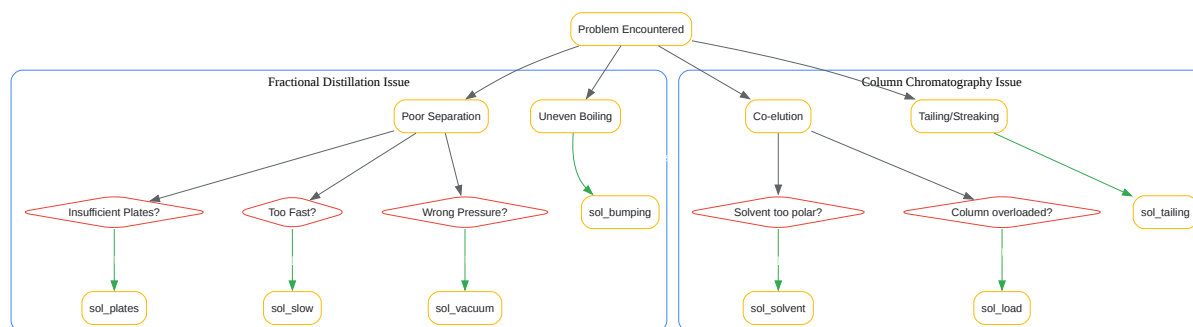 Problem Encountered
Fractional Distillation Issue
Column Chromatography Issue
Poor Separation
Uneven Boiling
Co-elution
Tailing/Streaking
Insufficient Plates?
Too Fast?
Wrong Pressure?
sol_bumping
Solvent too polar?
Column overloaded?
sol_tailing
sol_plates
sol_slow
sol_vacuum
sol_solvent
sol_load